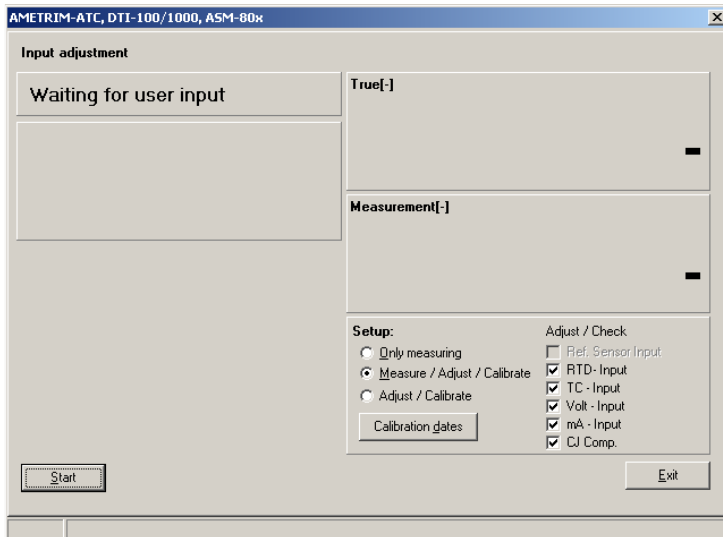 AMETRIM-ATC, DTI-100/1000, ASM-80x
Input adjustment
Waiting for user input
True[-]
-
Measurement[-]
-
Setup:
Only measuring
Measure / Adjust / Calibrate
Adjust / Calibrate
Calibration dates
Adjust / Check
Ref. Sensor Input
RTD- Input
TC - Input
Volt - Input
mA - Input
CJ Comp.
Start
Exit